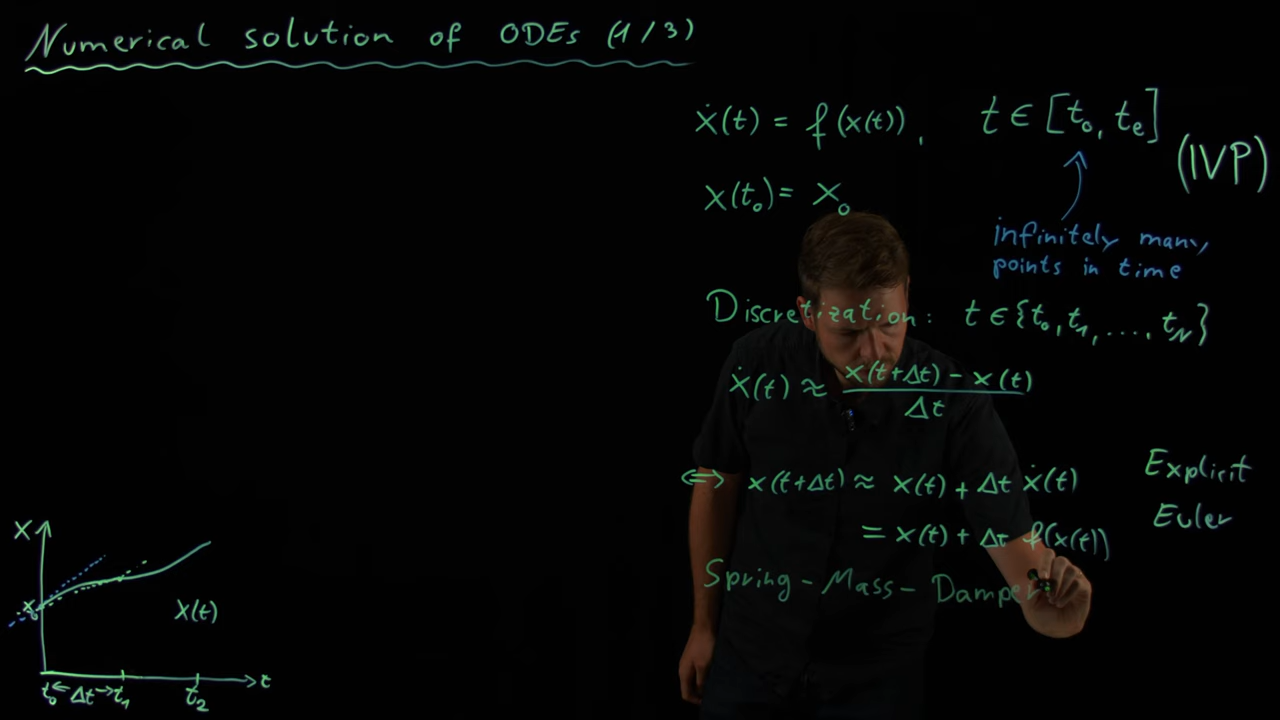 Numerical solution of ODEs (1/3)
ẋ(t) = f(x(t)), t ∈ [t₀, tₑ]
(IVP)
x(t₀) = x₀
infinitely many
points in time
Discretization: t ∈ {t₀, t₁, ...., t_N}
ẋ(t) ≈ (x(t+Δt) − x(t)) / Δt
⇔ x(t+Δt) ≈ x(t) + Δt ẋ(t)
= x(t) + Δt f(x(t))
Explicit
Euler
Spring-Mass-Damper
x
x₀
x(t)
t₀ ← Δt → t₁ t₂ t